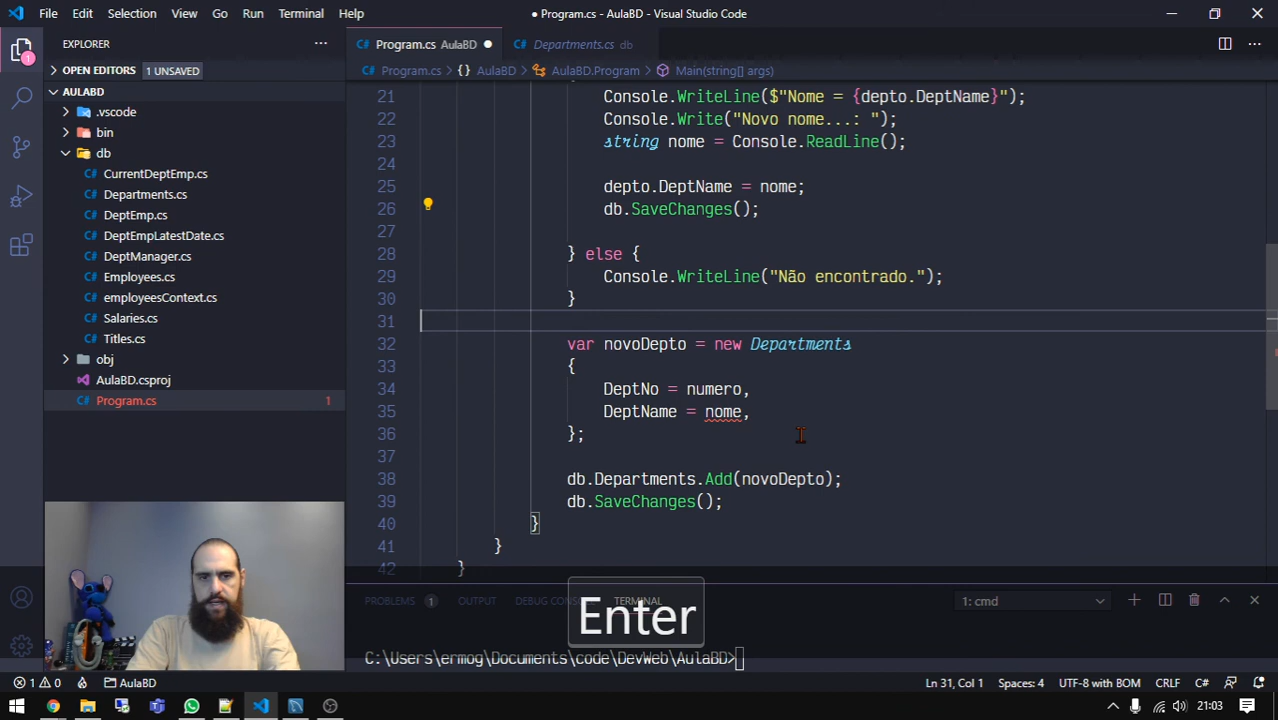 File Edit Selection View Go Run Terminal Help
● Program.cs - AulaBD - Visual Studio Code
EXPLORER
OPEN EDITORS 1 UNSAVED
AULABD
.vscode
bin
db
CurrentDeptEmp.cs
Departments.cs
DeptEmp.cs
DeptEmpLatestDate.cs
DeptManager.cs
Employees.cs
employeesContext.cs
Salaries.cs
Titles.cs
obj
AulaBD.csproj
Program.cs 1
Program.cs AulaBD ●
Departments.cs db
Program.cs > {} AulaBD > AulaBD.Program > Main(string[] args)
21 Console.WriteLine($"Nome = {depto.DeptName}");
22 Console.Write("Novo nome...: ");
23 string nome = Console.ReadLine();
24
25 depto.DeptName = nome;
26 db.SaveChanges();
27
28 } else {
29 Console.WriteLine("Não encontrado.");
30 }
31
32 var novoDepto = new Departments
33 {
34 DeptNo = numero,
35 DeptName = nome,
36 };
37
38 db.Departments.Add(novoDepto);
39 db.SaveChanges();
40 }
41 }
42 }
PROBLEMS 1 OUTPUT DEBUG CONSOLE TERMINAL 1: cmd
Enter
C:\Users\ermog\Documents\code\DevWeb\AulaBD>
1 0 AulaBD Ln 31, Col 1 Spaces: 4 UTF-8 with BOM CRLF C#
21:03